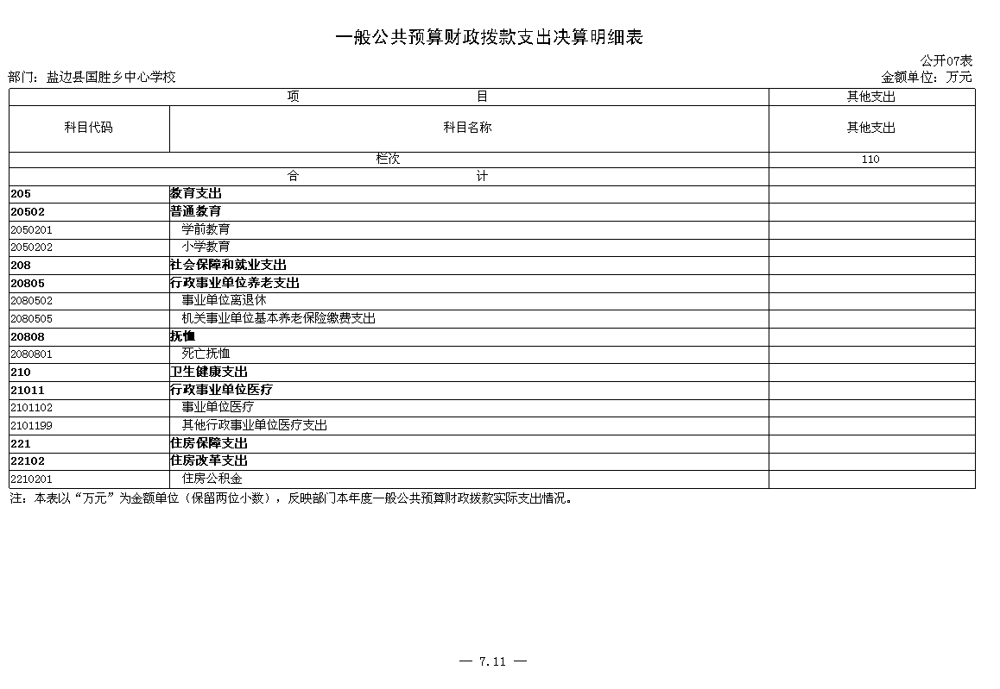 一般公共预算财政拨款支出决算明细表
公开07表
部门：盐边县国胜乡中心学校 金额单位：万元
项 目 其他支出
科目代码 科目名称 其他支出
栏次 110
合 计
205 教育支出
20502 普通教育
2050201 学前教育
2050202 小学教育
208 社会保障和就业支出
20805 行政事业单位养老支出
2080502 事业单位离退休
2080505 机关事业单位基本养老保险缴费支出
20808 抚恤
2080801 死亡抚恤
210 卫生健康支出
21011 行政事业单位医疗
2101102 事业单位医疗
2101199 其他行政事业单位医疗支出
221 住房保障支出
22102 住房改革支出
2210201 住房公积金
注：本表以“万元”为金额单位（保留两位小数），反映部门本年度一般公共预算财政拨款实际支出情况。
— 7.11 —